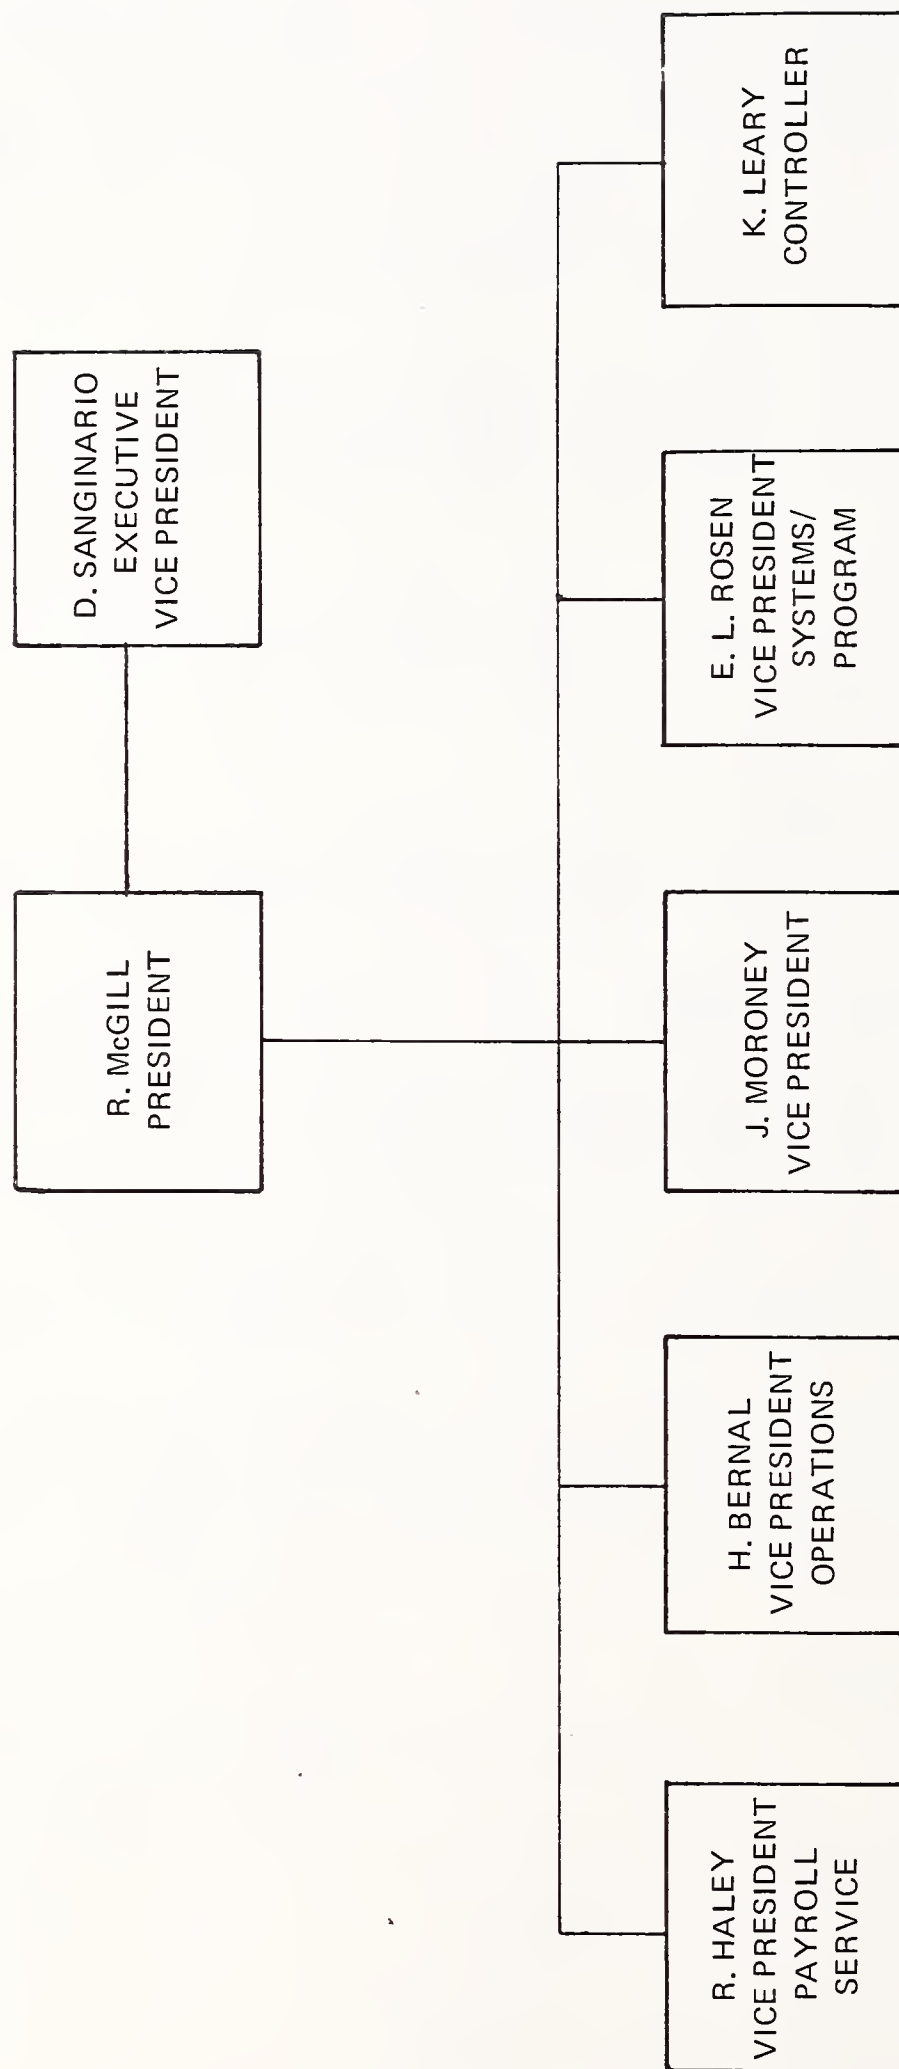 R. McGILL
PRESIDENT
D. SANGINARIO
EXECUTIVE
VICE PRESIDENT
R. HALEY
VICE PRESIDENT
PAYROLL
SERVICE
H. BERNAL
VICE PRESIDENT
OPERATIONS
J. MORONEY
VICE PRESIDENT
E. L. ROSEN
VICE PRESIDENT
SYSTEMS/
PROGRAM
K. LEARY
CONTROLLER